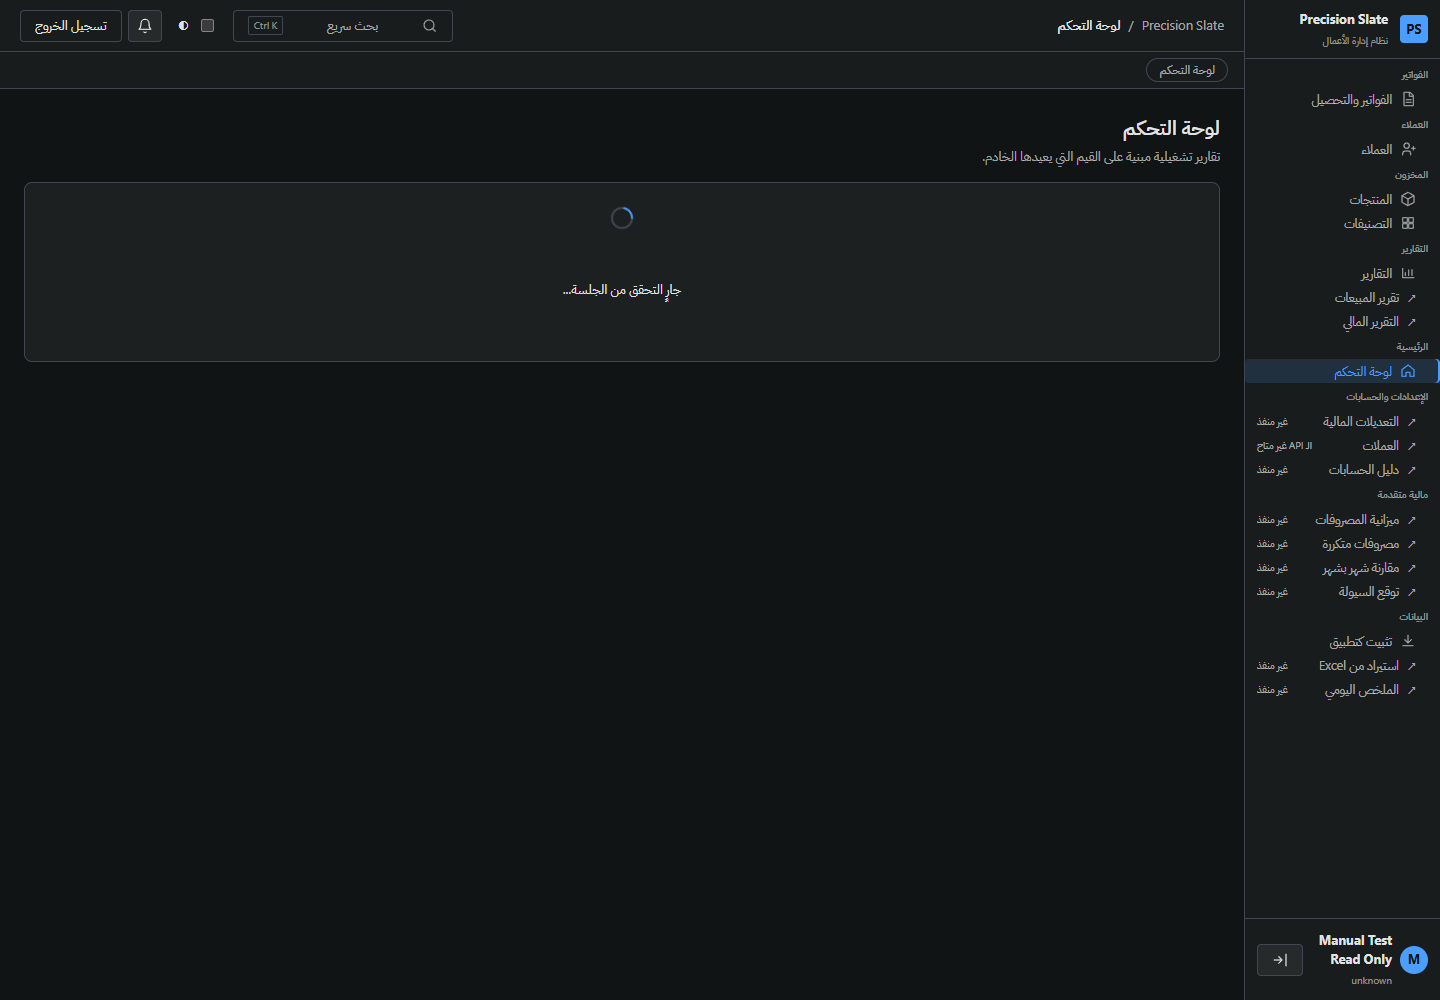 Precision Slate
نظام إدارة الأعمال
PS
Precision Slate / لوحة التحكم
بحث سريع
Ctrl K
تسجيل الخروج
لوحة التحكم
لوحة التحكم
تقارير تشغيلية مبنية على القيم التي يعيدها الخادم.
جارٍ التحقق من الجلسة...
الفواتير
الفواتير والتحصيل
العملاء
العملاء
المخزون
المنتجات
التصنيفات
التقارير
التقارير
تقرير المبيعات
التقرير المالي
الرئيسية
لوحة التحكم
الإعدادات والحسابات
التعديلات المالية غير منفذ
العملات الـ API غير متاح
دليل الحسابات غير منفذ
مالية متقدمة
ميزانية المصروفات غير منفذ
مصروفات متكررة غير منفذ
مقارنة شهر بشهر غير منفذ
توقع السيولة غير منفذ
البيانات
تثبيت كتطبيق
استيراد من Excel غير منفذ
الملخص اليومي غير منفذ
M
Manual Test
Read Only
unknown